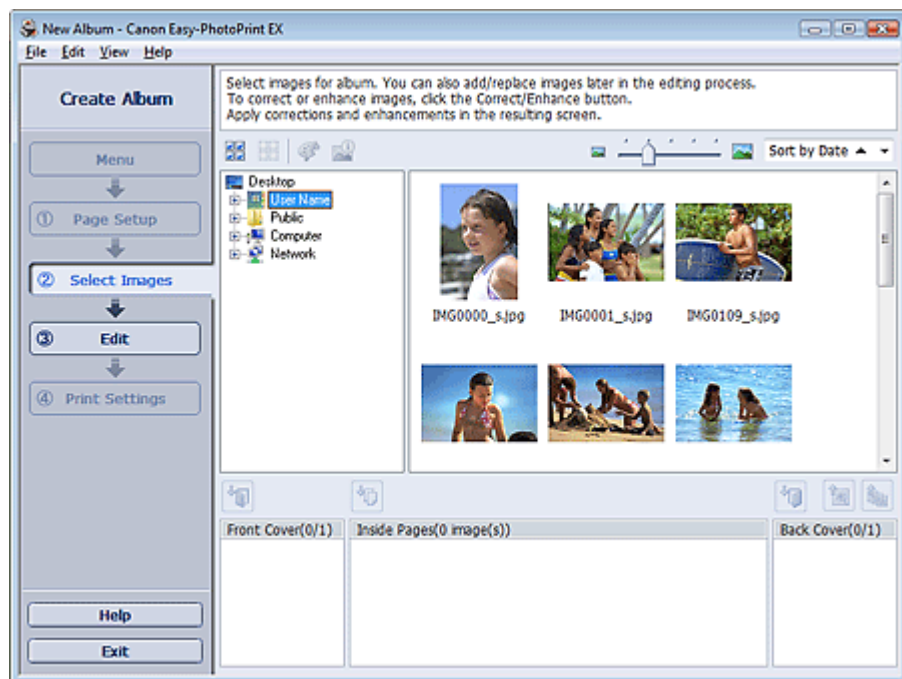 New Album - Canon Easy-PhotoPrint EX
File Edit View Help
Create Album
Select images for album. You can also add/replace images later in the editing process.
To correct or enhance images, click the Correct/Enhance button.
Apply corrections and enhancements in the resulting screen.
Menu
① Page Setup
② Select Images
③ Edit
④ Print Settings
Help
Exit
Sort by Date
Desktop
User Name
Public
Computer
Network
IMG0000_s.jpg IMG0001_s.jpg IMG0109_s.jpg
Front Cover(0/1) Inside Pages(0 image(s)) Back Cover(0/1)